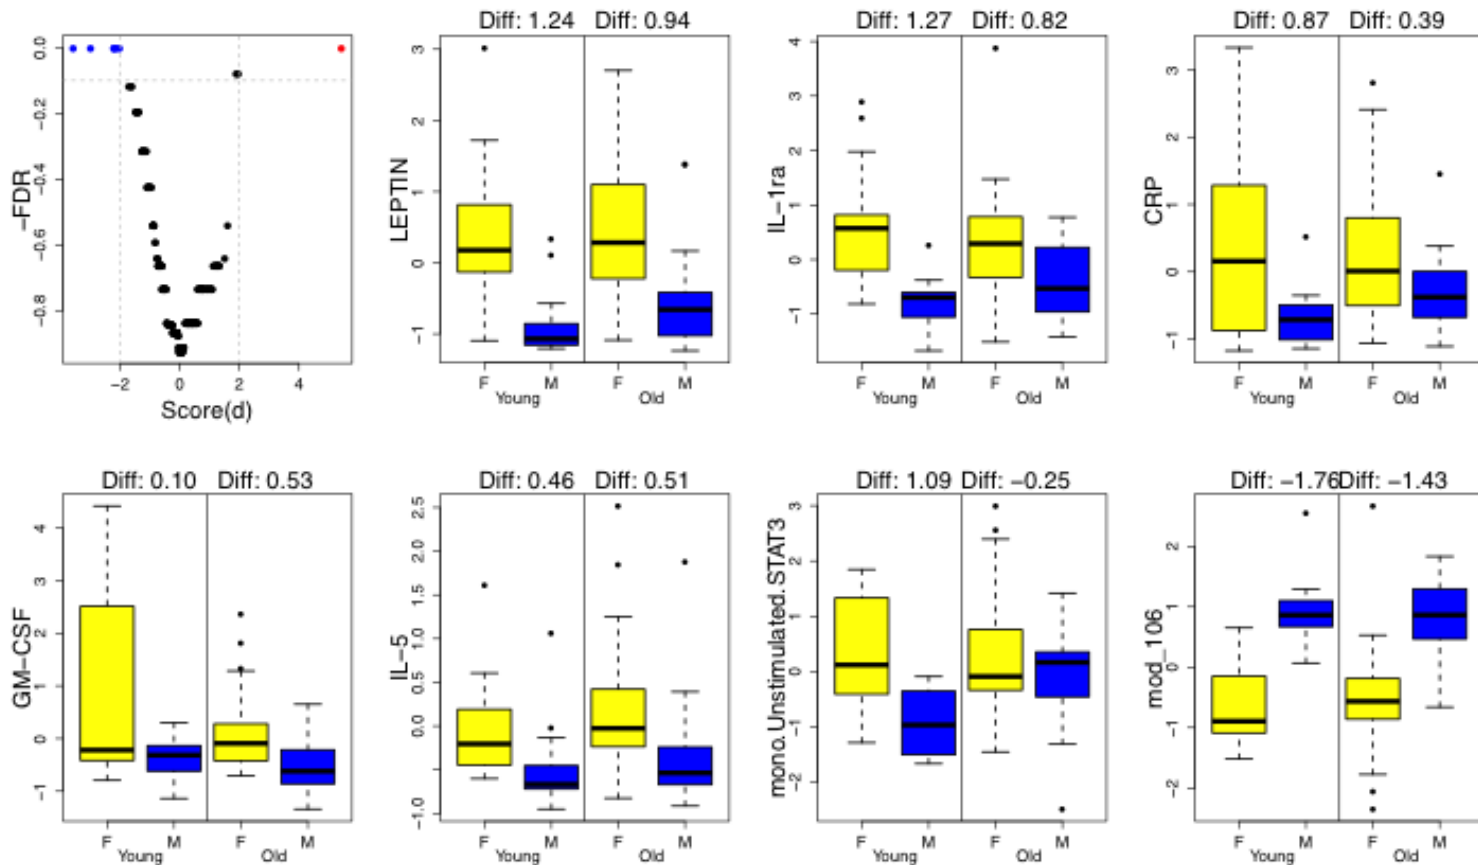 Diff: 1.24 Diff: 0.94
Diff: 1.27 Diff: 0.82
Diff: 0.87 Diff: 0.39
−FDR
0.0
−0.2
−0.4
−0.6
−0.8
−2 0 2 4
Score(d)
LEPTIN
3
2
1
0
−1
F M F M
Young Old
IL−1ra
4
3
2
1
0
−1
F M F M
Young Old
CRP
3
2
1
0
−1
F M F M
Young Old
Diff: 0.10 Diff: 0.53
Diff: 0.46 Diff: 0.51
Diff: 1.09 Diff: −0.25
Diff: −1.76 Diff: −1.43
GM−CSF
4
3
2
1
0
−1
F M F M
Young Old
IL−5
2.5
2.0
1.5
1.0
0.5
0.0
−1.0
F M F M
Young Old
mono.Unstimulated.STAT3
3
2
1
0
−1
−2
F M F M
Young Old
mod_106
2
1
0
−1
−2
F M F M
Young Old